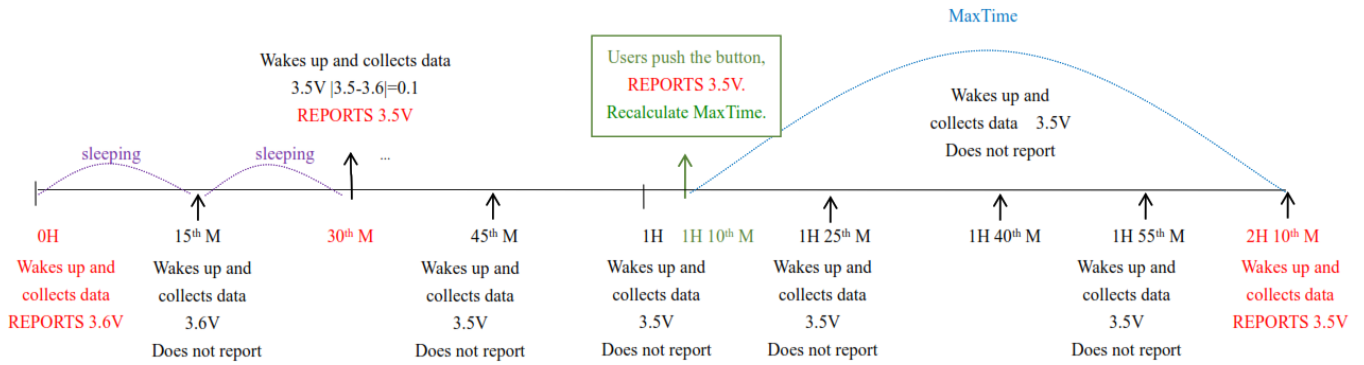 MaxTime
Wakes up and collects data
3.5V |3.5-3.6|=0.1
REPORTS 3.5V
Users push the button,
REPORTS 3.5V.
Recalculate MaxTime.
Wakes up and
collects data 3.5V
Does not report
sleeping
sleeping
...
0H
15th M
30th M
45th M
1H
1H 10th M
1H 25th M
1H 40th M
1H 55th M
2H 10th M
Wakes up and
collects data
REPORTS 3.6V
Wakes up and
collects data
3.6V
Does not report
Wakes up and
collects data
3.5V
Does not report
Wakes up and
collects data
3.5V
Does not report
Wakes up and
collects data
3.5V
Does not report
Wakes up and
collects data
3.5V
Does not report
Wakes up and
collects data
REPORTS 3.5V